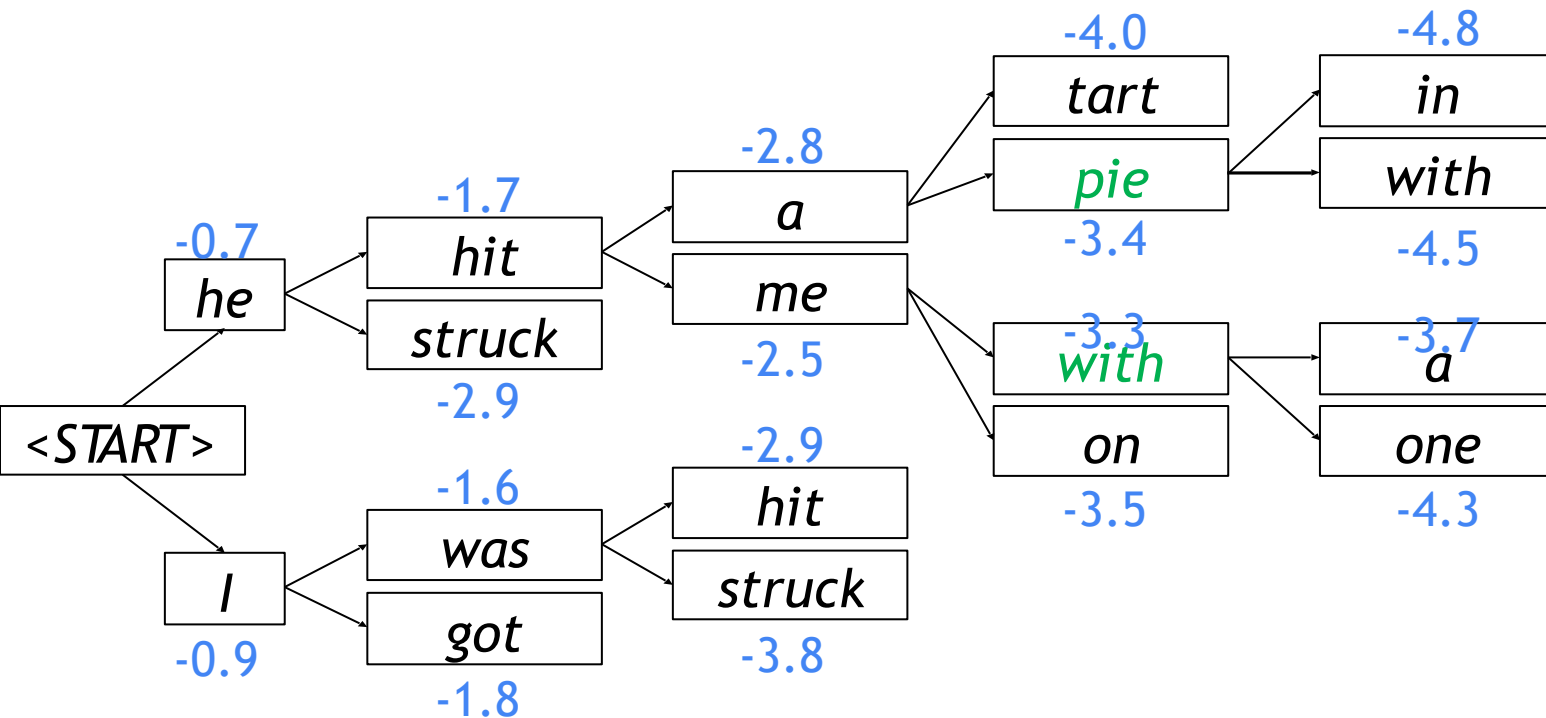 -4.0
-4.8
tart
in
-2.8
pie
with
-1.7
a
-3.4
-4.5
-0.7
hit
he
me
-3.3
-3.7
struck
-2.5
with
a
-2.9
<START>
on
one
-2.9
-1.6
hit
-3.5
-4.3
was
I
struck
got
-0.9
-3.8
-1.8